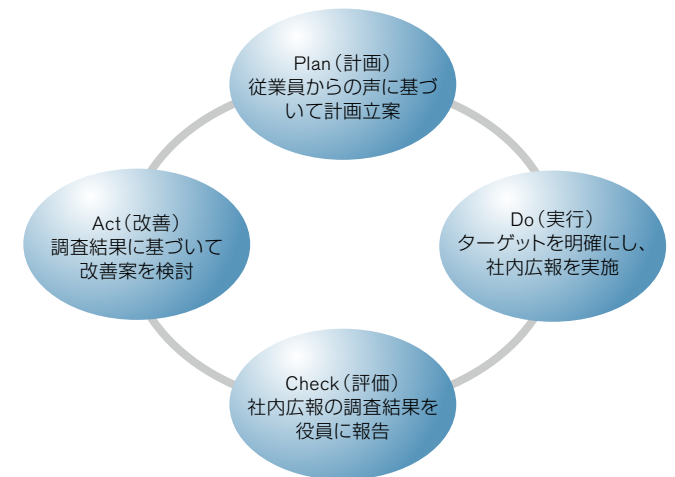 Plan（計画）
従業員からの声に基づ
いて計画立案
Do（実行）
ターゲットを明確にし、
社内広報を実施
Check（評価）
社内広報の調査結果を
役員に報告
Act（改善）
調査結果に基づいて
改善案を検討